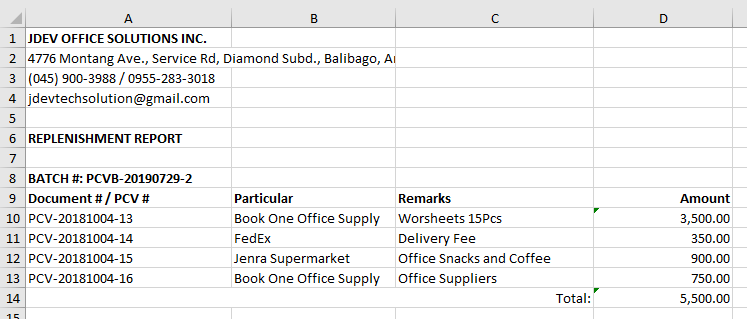 A B C D
1 JDEV OFFICE SOLUTIONS INC.
2 4776 Montang Ave., Service Rd, Diamond Subd., Balibago,
3 (045) 900-3988 / 0955-283-3018
4 jdevtechsolution@gmail.com
5
6 REPLENISHMENT REPORT
7
8 BATCH #: PCVB-20190729-2
9 Document # / PCV # Particular Remarks Amount
10 PCV-20181004-13 Book One Office Supply Worsheets 15Pcs 3,500.00
11 PCV-20181004-14 FedEx Delivery Fee 350.00
12 PCV-20181004-15 Jenra Supermarket Office Snacks and Coffee 900.00
13 PCV-20181004-16 Book One Office Supply Office Suppliers 750.00
14 Total: 5,500.00
15